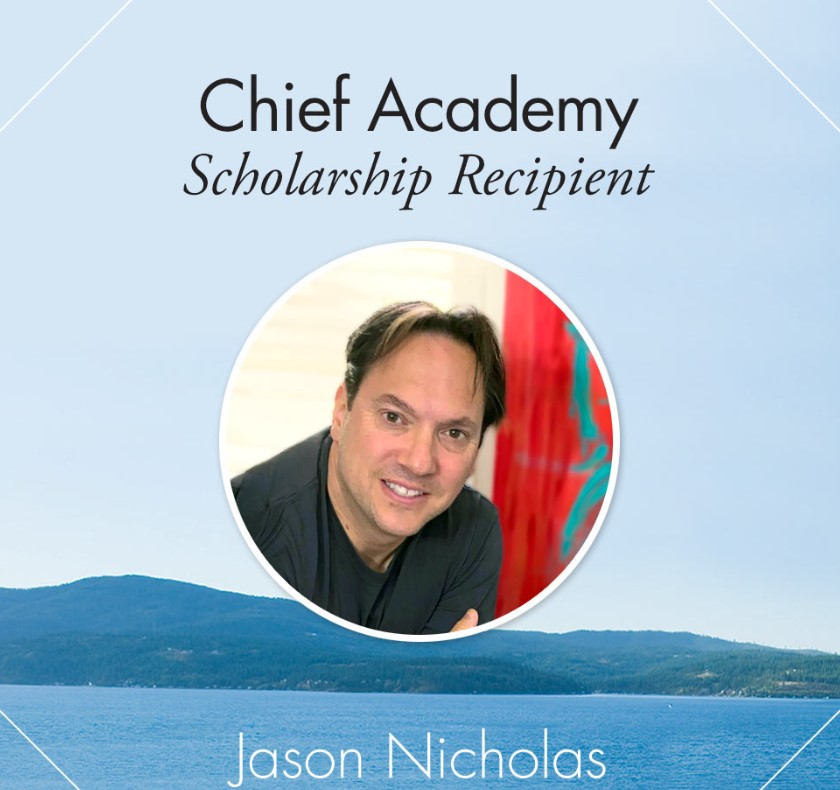 Chief Academy
Scholarship Recipient
Jason Nicholas